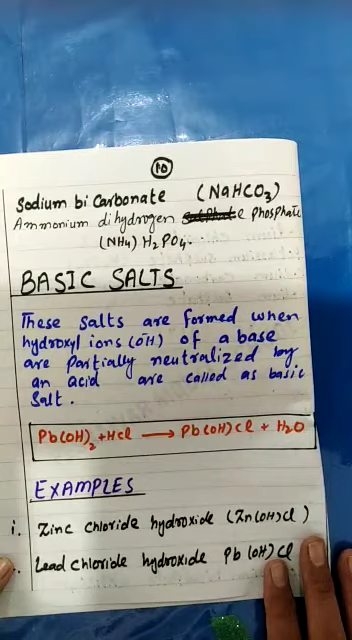 10
Sodium bi Carbonate (NaHCO3)
Ammonium dihydrogen e Phosphate
(NH4) H2PO4.
BASIC SALTS
These salts are formed when
hydroxyl ions (OH) of a base
are partially neutralized by
an acid are called as basic
Salt.
Pb(OH)2 + HCl → Pb(OH)Cl + H2O
EXAMPLES
i. Zinc chloride hydroxide (Zn(OH)Cl)
Lead chloride hydroxide Pb(OH)Cl